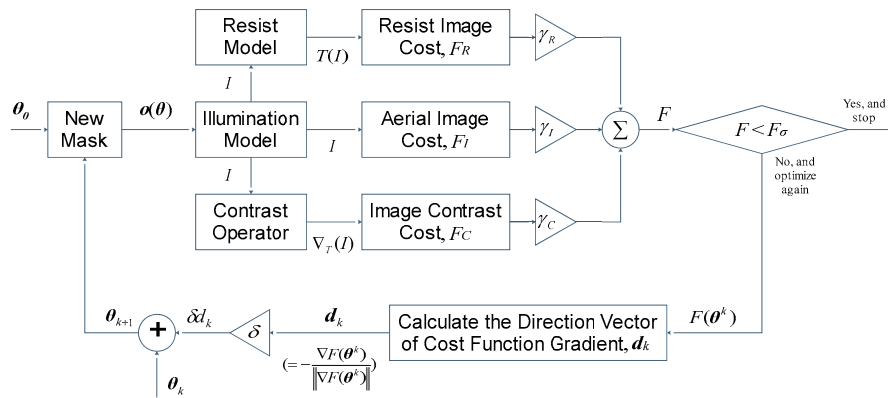 Resist Model
T(I)
Resist Image Cost, F_R
γ_R
I
θ_0
New Mask
o(θ)
Illumination Model
I
Aerial Image Cost, F_I
γ_I
Σ
F
F < F_σ
Yes, and stop
No, and optimize again
I
Contrast Operator
∇_T(I)
Image Contrast Cost, F_C
γ_C
θ_{k+1}
+
δd_k
δ
d_k
(= -∇F(θ^k) / ‖∇F(θ^k)‖)
Calculate the Direction Vector of Cost Function Gradient, d_k
F(θ^k)
θ_k